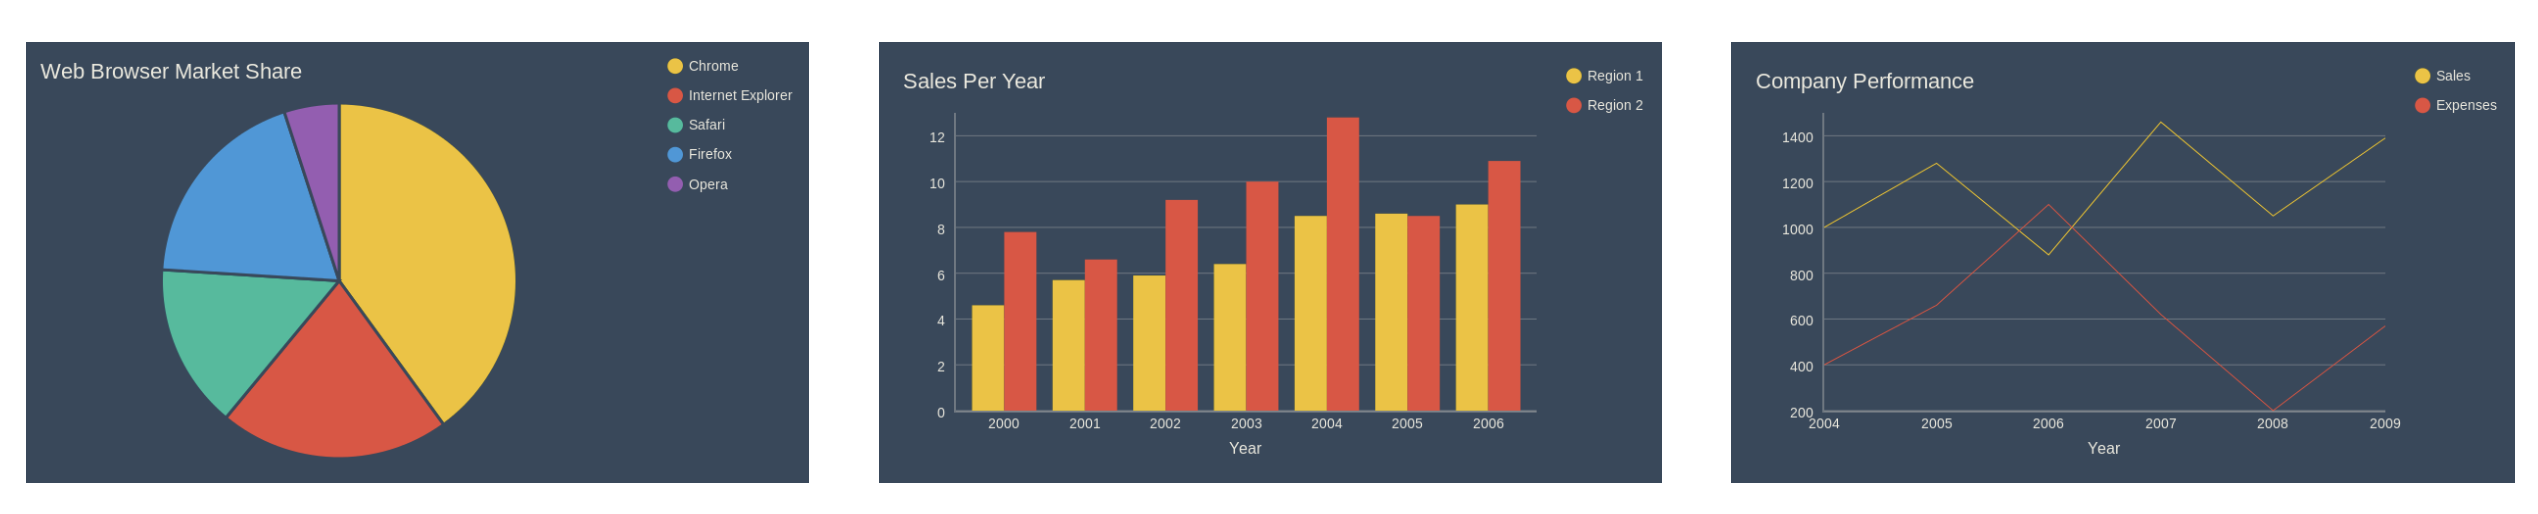 Web Browser Market Share
Chrome
Internet Explorer
Safari
Firefox
Opera
Sales Per Year
Region 1
Region 2
12
10
8
6
4
2
0
2000 2001 2002 2003 2004 2005 2006
Year
Company Performance
Sales
Expenses
1400
1200
1000
800
600
400
200
2004 2005 2006 2007 2008 2009
Year